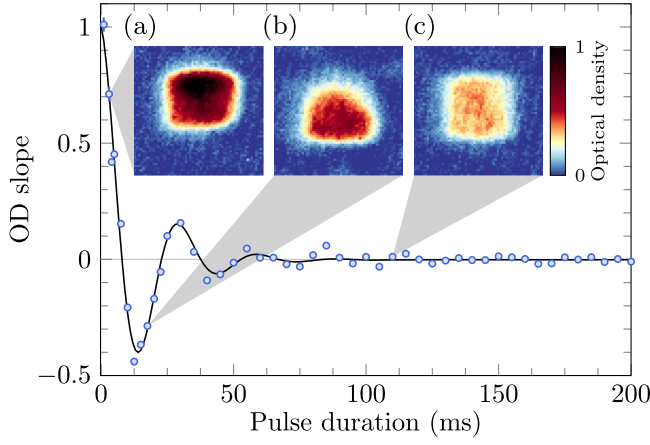 (a) (b) (c)
1
0
Optical density
1
0.5
0
−0.5
OD slope
0 50 100 150 200
Pulse duration (ms)